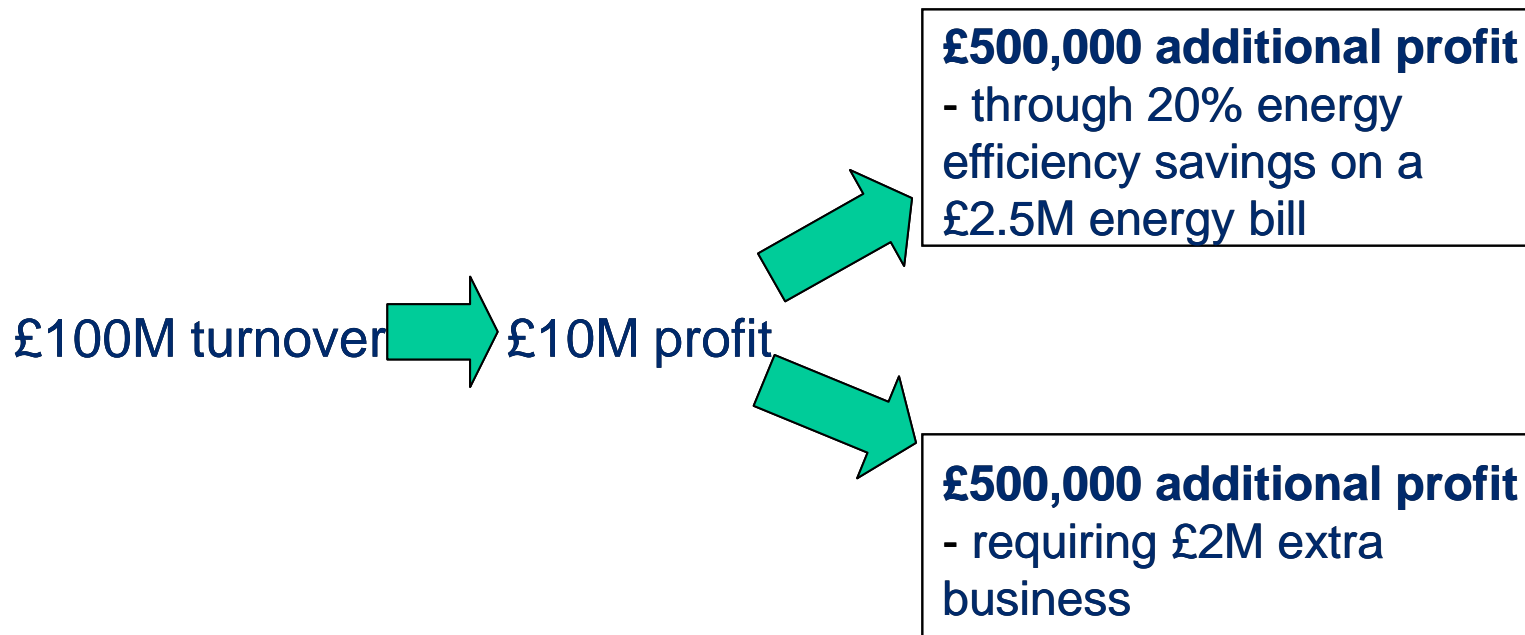 £500,000 additional profit
- through 20% energy
efficiency savings on a
£2.5M energy bill
£100M turnover
£10M profit
£500,000 additional profit
- requiring £2M extra
business